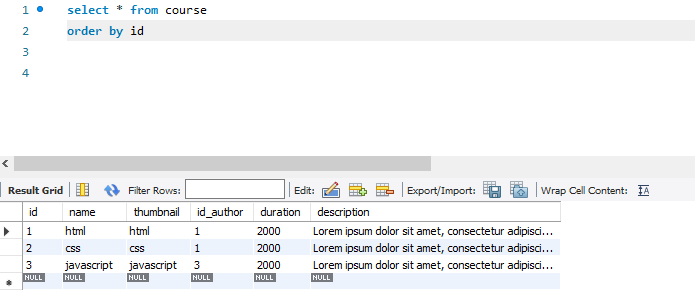 1 select * from course
2 order by id
3
4
Result Grid Filter Rows: Edit: Export/Import: Wrap Cell Content:
id name thumbnail id_author duration description
1 html html 1 2000 Lorem ipsum dolor sit amet, consectetur adipisci...
2 css css 1 2000 Lorem ipsum dolor sit amet, consectetur adipisci...
3 javascript javascript 3 2000 Lorem ipsum dolor sit amet, consectetur adipisci...
NULL NULL NULL NULL NULL NULL